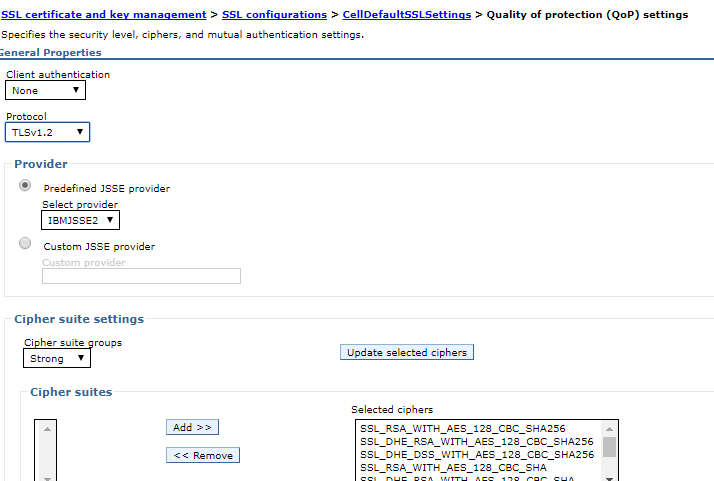 SSL certificate and key management > SSL configurations > CellDefaultSSLSettings > Quality of protection (QoP) settings
Specifies the security level, ciphers, and mutual authentication settings.
General Properties
Client authentication
None
Protocol
TLSv1.2
Provider
Predefined JSSE provider
Select provider
IBMJSSE2
Custom JSSE provider
Custom provider
Cipher suite settings
Cipher suite groups
Strong
Update selected ciphers
Cipher suites
Selected ciphers
Add >>
<< Remove
SSL_RSA_WITH_AES_128_CBC_SHA256
SSL_DHE_RSA_WITH_AES_128_CBC_SHA256
SSL_DHE_DSS_WITH_AES_128_CBC_SHA256
SSL_RSA_WITH_AES_128_CBC_SHA
SSL_DHE_RSA_WITH_AES_128_CBC_SHA